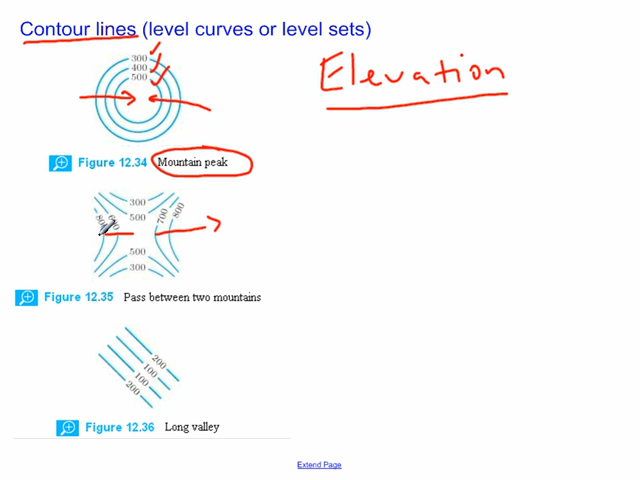 Contour lines (level curves or level sets)
Elevation
300
400
500
Figure 12.34 Mountain peak
300
500
800
700
800
500
300
Figure 12.35 Pass between two mountains
200
100
100
200
Figure 12.36 Long valley
Extend Page